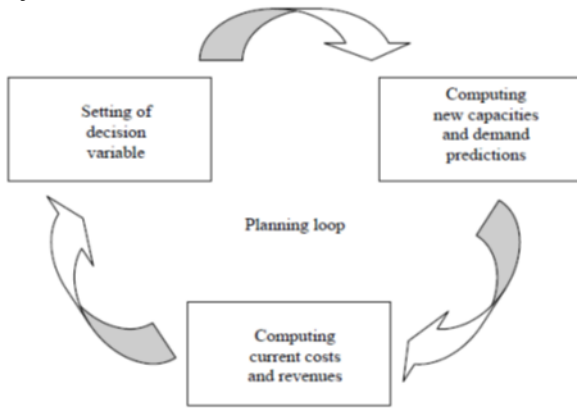 Setting of
decision
variable
Computing
new capacities
and demand
predictions
Planning loop
Computing
current costs
and revenues